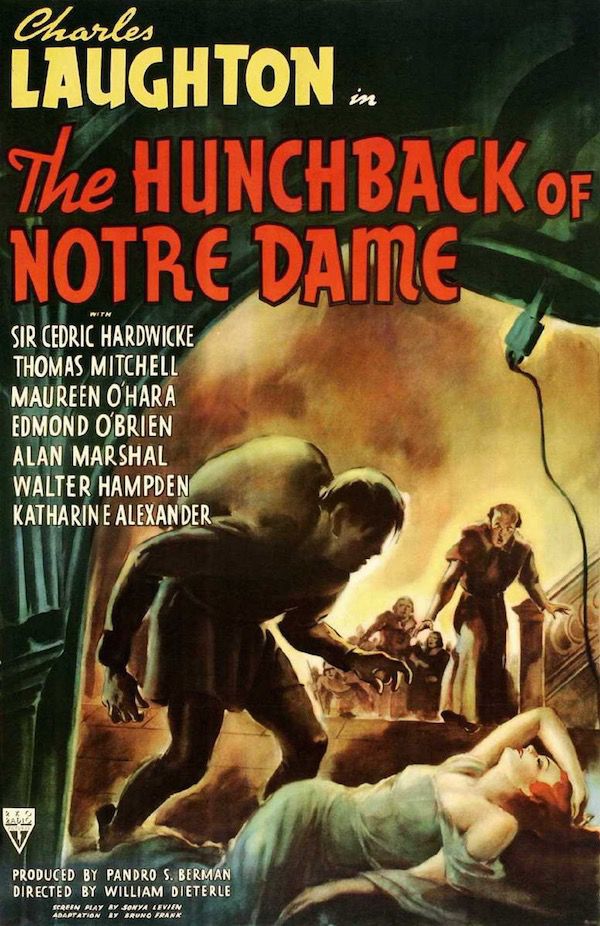 Charles
LAUGHTON in
The HUNCHBACK OF
NOTRE DAME
WITH
SIR CEDRIC HARDWICKE
THOMAS MITCHELL
MAUREEN O'HARA
EDMOND O'BRIEN
ALAN MARSHAL
WALTER HAMPDEN
KATHARINE ALEXANDER
RKO
RADIO
PRODUCED BY PANDRO S. BERMAN
DIRECTED BY WILLIAM DIETERLE
SCREEN PLAY BY SONYA LEVIEN
ADAPTATION BY BRUNO FRANK